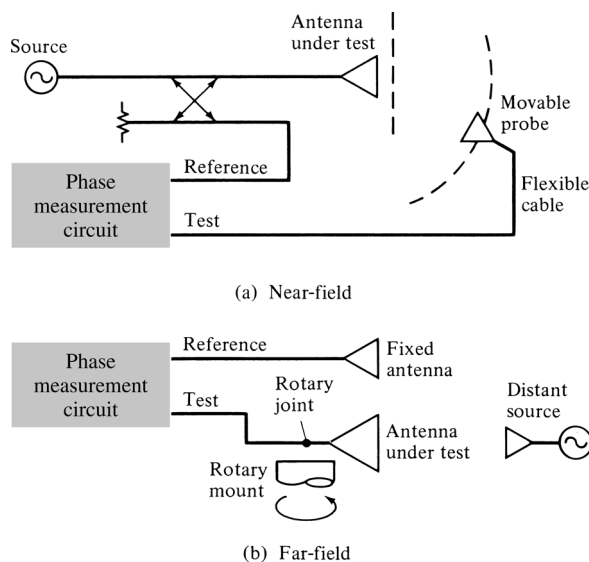 Source
Antenna
under test
Movable
probe
Reference
Phase
measurement
circuit
Test
Flexible
cable
(a) Near-field
Reference
Fixed
antenna
Phase
measurement
circuit
Test
Rotary
joint
Distant
source
Antenna
under test
Rotary
mount
(b) Far-field